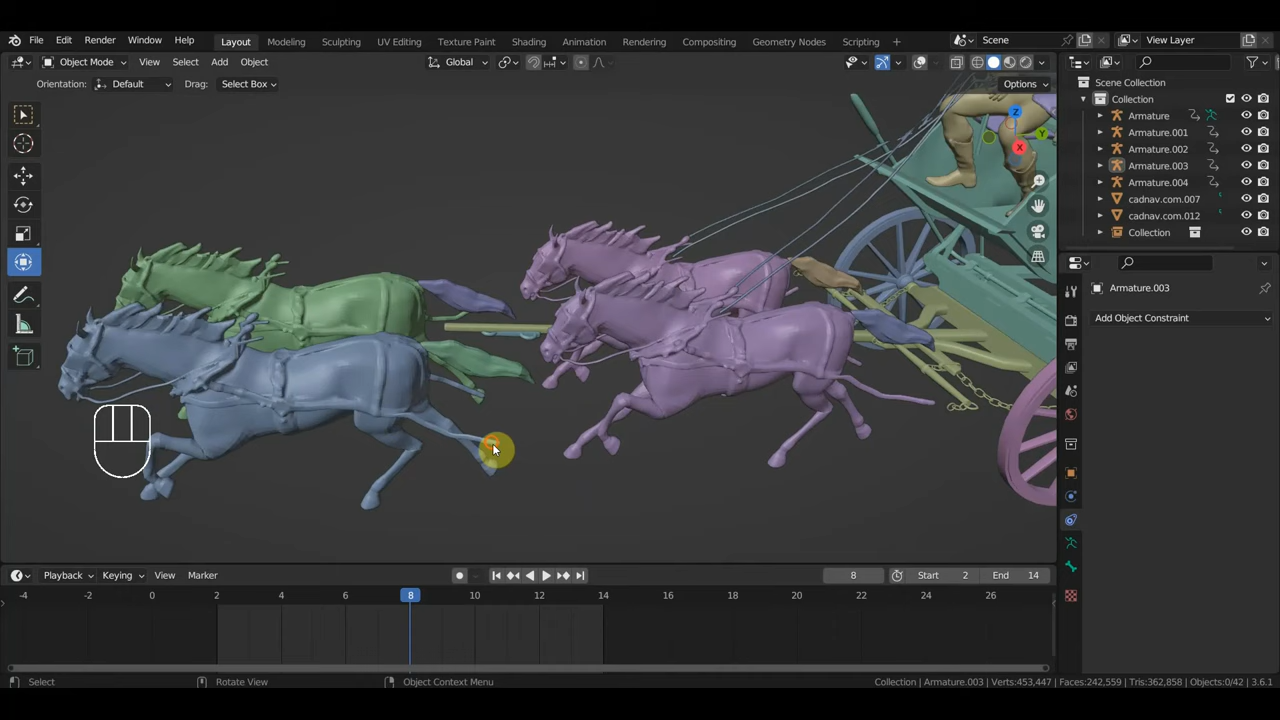 File Edit Render Window Help Layout Modeling Sculpting UV Editing Texture Paint Shading Animation Rendering Compositing Geometry Nodes Scripting + Scene View Layer
Object Mode View Select Add Object Global Options
Orientation: Default Drag: Select Box
Scene Collection
Collection
Armature
Armature.001
Armature.002
Armature.003
Armature.004
cadnav.com.007
cadnav.com.012
Collection
Z
Y
X
Armature.003
Add Object Constraint
Playback Keying View Marker 8 Start 2 End 14
-4 -2 0 2 4 6 8 10 12 14 16 18 20 22 24 26
Select Rotate View Object Context Menu Collection | Armature.003 | Verts:453,447 | Faces:242,559 | Tris:362,858 | Objects:0/42 | 3.6.1